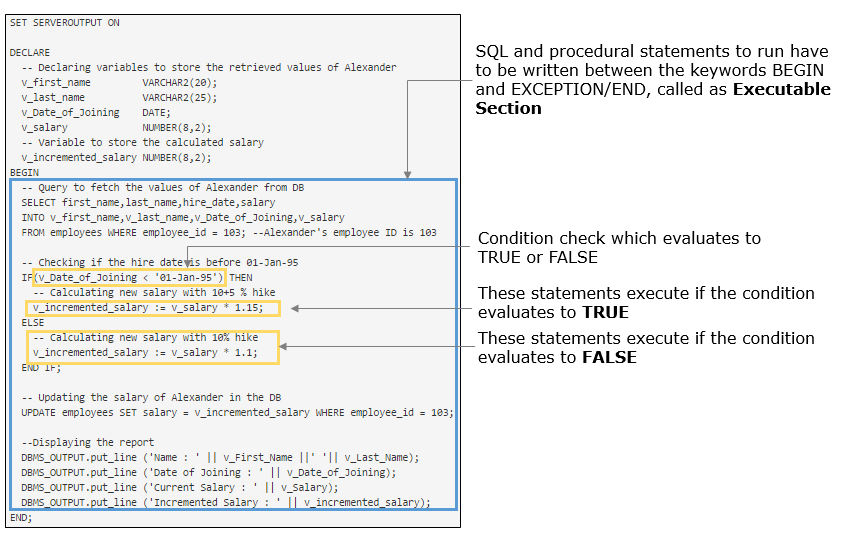 SET SERVEROUTPUT ON
DECLARE
-- Declaring variables to store the retrieved values of Alexander
v_first_name VARCHAR2(20);
v_last_name VARCHAR2(25);
v_Date_of_Joining DATE;
v_salary NUMBER(8,2);
-- Variable to store the calculated salary
v_incremented_salary NUMBER(8,2);
BEGIN
-- Query to fetch the values of Alexander from DB
SELECT first_name,last_name,hire_date,salary
INTO v_first_name,v_last_name,v_Date_of_Joining,v_salary
FROM employees WHERE employee_id = 103; --Alexander's employee ID is 103
-- Checking if the hire date is before 01-Jan-95
IF(v_Date_of_Joining < '01-Jan-95') THEN
-- Calculating new salary with 10+5 % hike
v_incremented_salary := v_salary * 1.15;
ELSE
-- Calculating new salary with 10% hike
v_incremented_salary := v_salary * 1.1;
END IF;
-- Updating the salary of Alexander in the DB
UPDATE employees SET salary = v_incremented_salary WHERE employee_id = 103;
--Displaying the report
DBMS_OUTPUT.put_line ('Name : ' || v_First_Name ||' '|| v_Last_Name);
DBMS_OUTPUT.put_line ('Date of Joining : ' || v_Date_of_Joining);
DBMS_OUTPUT.put_line ('Current Salary : ' || v_Salary);
DBMS_OUTPUT.put_line ('Incremented Salary : ' || v_incremented_salary);
END;
SQL and procedural statements to run have
to be written between the keywords BEGIN
and EXCEPTION/END, called as Executable
Section
Condition check which evaluates to
TRUE or FALSE
These statements execute if the condition
evaluates to TRUE
These statements execute if the condition
evaluates to FALSE